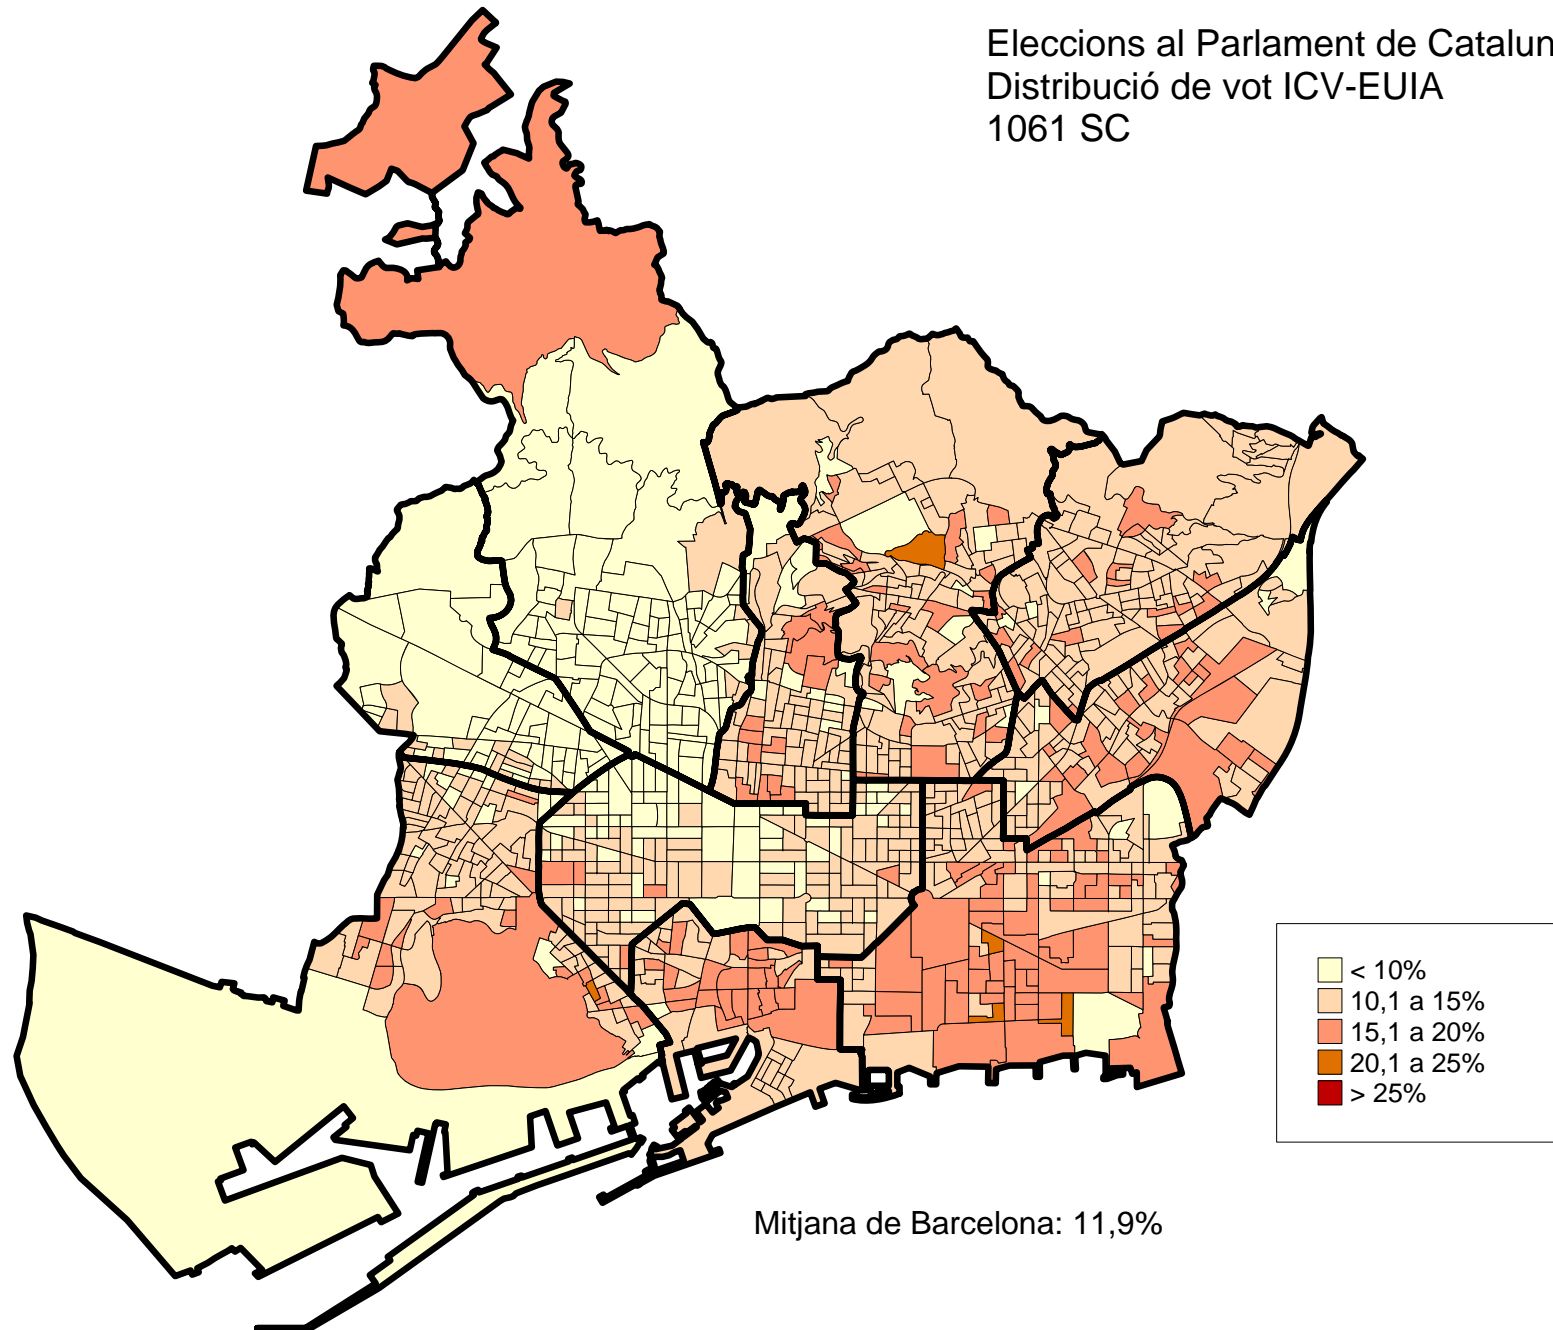 Eleccions al Parlament de Catalun
Distribució de vot ICV-EUIA
1061 SC
< 10%
10,1 a 15%
15,1 a 20%
20,1 a 25%
> 25%
Mitjana de Barcelona: 11,9%